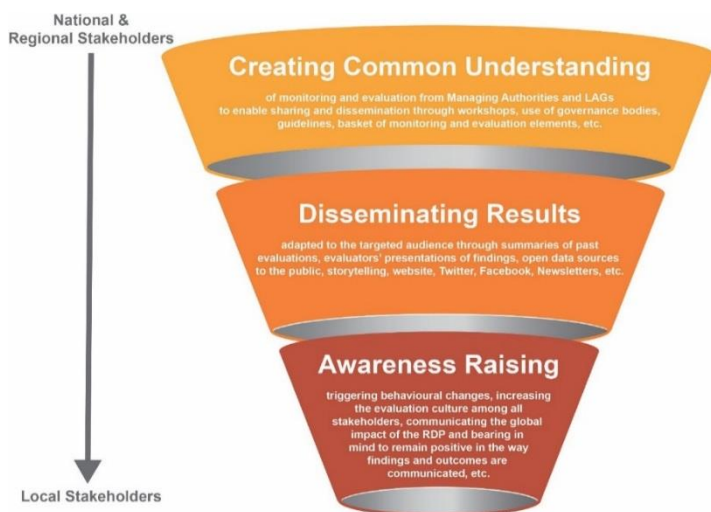 National &
Regional Stakeholders
Creating Common Understanding
of monitoring and evaluation from Managing Authorities and LAGs
to enable sharing and dissemination through workshops, use of governance bodies,
guidelines, basket of monitoring and evaluation elements, etc.
Disseminating Results
adapted to the targeted audience through summaries of past
evaluations, evaluators' presentations of findings, open data sources
to the public, storytelling, website, Twitter, Facebook, Newsletters, etc.
Awareness Raising
triggering behavioural changes, increasing
the evaluation culture among all
stakeholders, communicating the global
impact of the RDP and bearing in
mind to remain positive in the way
findings and outcomes are
communicated, etc.
Local Stakeholders